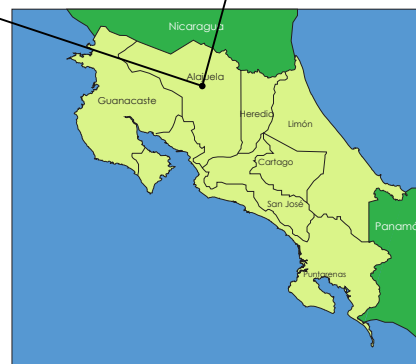 Nicaragua
Alajuela
Guanacaste
Heredia
Limón
Cartago
San José
Panamá
Puntarenas